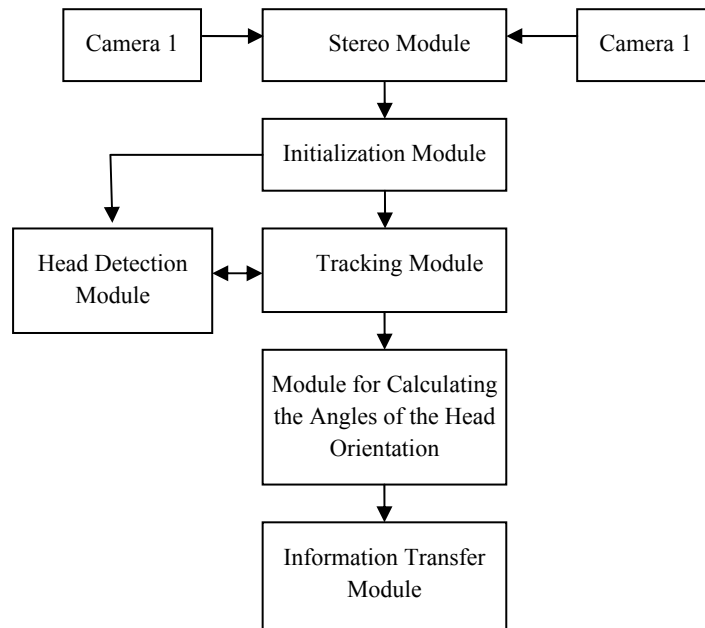 Camera 1
Stereo Module
Camera 1
Initialization Module
Head Detection
Module
Tracking Module
Module for Calculating
the Angles of the Head
Orientation
Information Transfer
Module